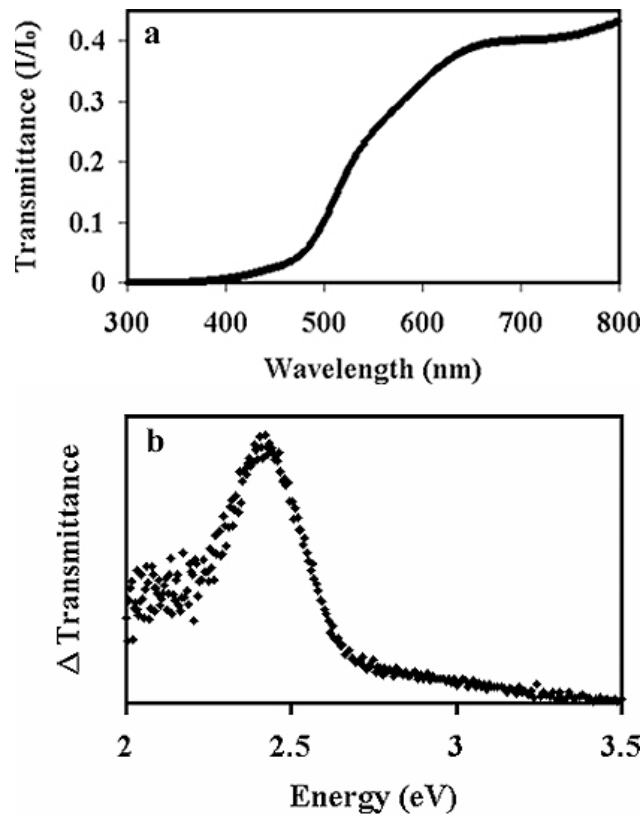 a
Transmittance (I/I₀)
0.4
0.3
0.2
0.1
0
300 400 500 600 700 800
Wavelength (nm)
b
Δ Transmittance
2 2.5 3 3.5
Energy (eV)